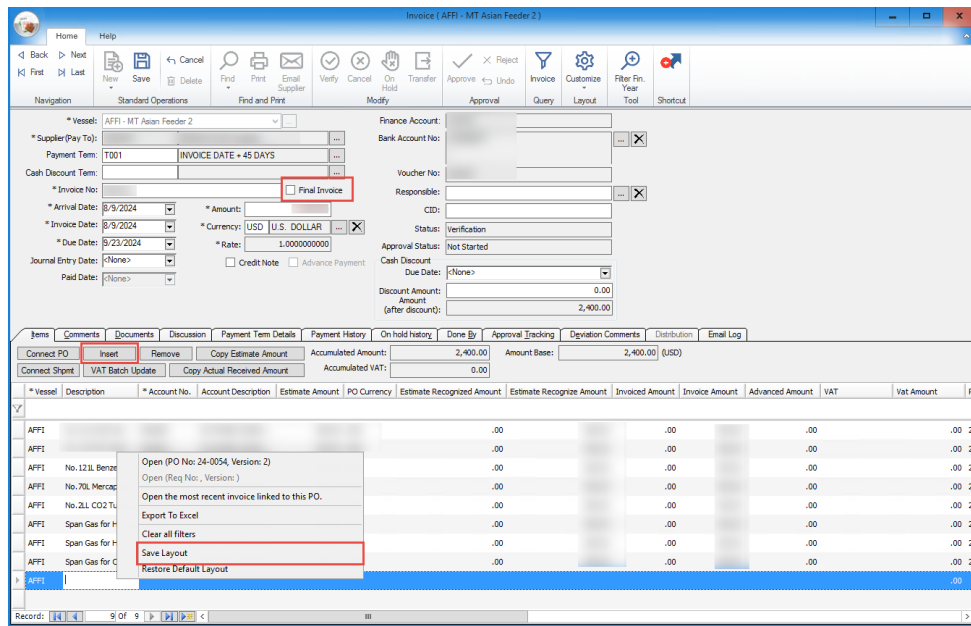 Invoice ( AFFI - MT Asian Feeder 2 )
Home Help
Back Next
First Last
Navigation
New Save Cancel Delete
Standard Operations
Find Print Email Supplier
Find and Print
Verify Cancel On Hold Transfer
Modify
Approve Reject Undo
Approval
Invoice
Query
Customize
Layout
Filter Fin. Year
Tool
Shortcut
* Vessel: AFFI - MT Asian Feeder 2 ...
* Supplier(Pay To): ...
Payment Term: T001 INVOICE DATE + 45 DAYS ...
Cash Discount Term: ...
* Invoice No: Final Invoice
* Arrival Date: 8/9/2024 * Amount:
* Invoice Date: 8/9/2024 * Currency: USD U.S. DOLLAR ...
* Due Date: 9/23/2024 * Rate: 1.0000000000
Journal Entry Date: <None> Credit Note Advance Payment
Paid Date: <None>
Finance Account:
Bank Account No: ...
Voucher No:
Responsible: ...
CID:
Status: Verification
Approval Status: Not Started
Cash Discount
Due Date: <None>
Discount Amount: 0.00
Amount
(after discount): 2,400.00
Items Comments Documents Discussion Payment Term Details Payment History On hold history Done By Approval Tracking Deviation Comments Distribution Email Log
Connect PO Insert Remove Copy Estimate Amount Accumulated Amount: 2,400.00 Amount Base: 2,400.00 (USD)
Connect Shpmt VAT Batch Update Copy Actual Received Amount Accumulated VAT: 0.00
* Vessel Description * Account No. Account Description Estimate Amount PO Currency Estimate Recognized Amount Estimate Recognize Amount Invoiced Amount Invoice Amount Advanced Amount VAT Vat Amount
AFFI .00 .00 .00 .00 2
AFFI .00 .00 .00 .00 2
AFFI No.121L Benze .00 .00 .00 .00 2
AFFI No.70L Mercap .00 .00 .00 .00 2
AFFI No.2LL CO2 Tu .00 .00 .00 .00 2
AFFI Span Gas for H .00 .00 .00 .00 2
AFFI Span Gas for H .00 .00 .00 .00 2
AFFI Span Gas for C .00 .00 .00 .00 2
AFFI .00
Open (PO No: 24-0054, Version: 2)
Open (Req No: , Version: )
Open the most recent invoice linked to this PO.
Export To Excel
Clear all filters
Save Layout
Restore Default Layout
Record: 9 Of 9